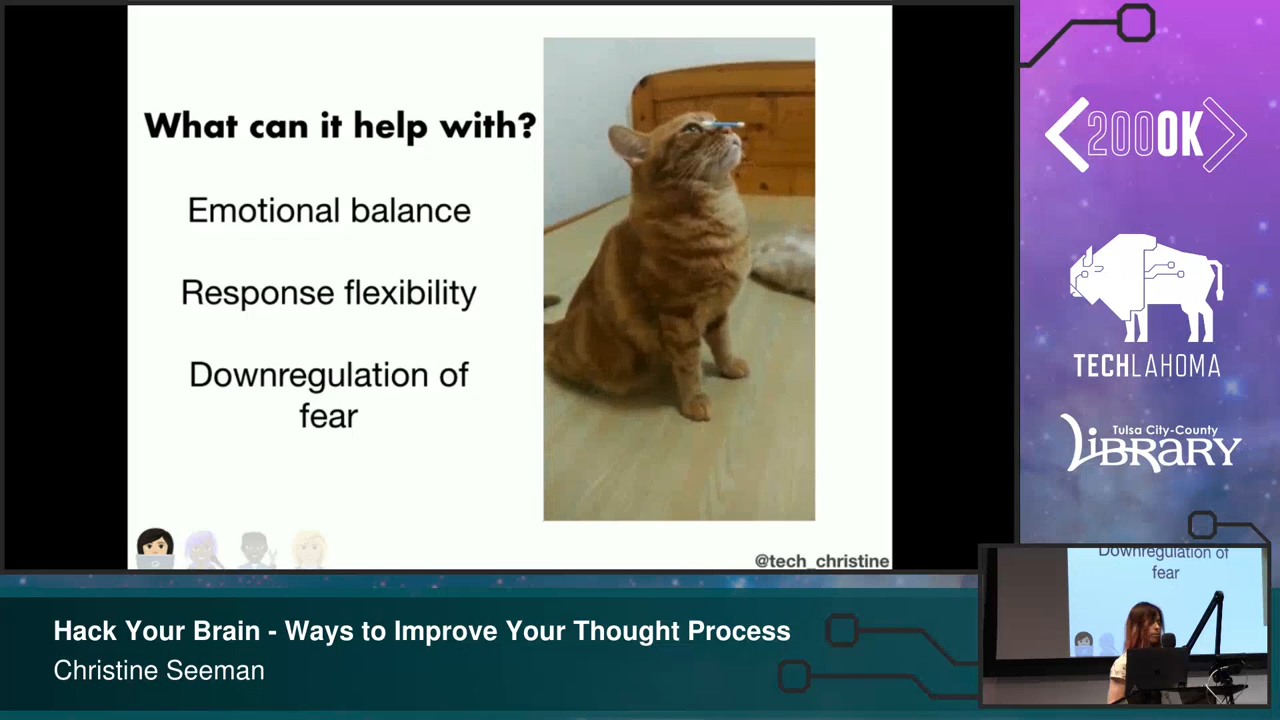 What can it help with?
Emotional balance
Response flexibility
Downregulation of
fear
@tech_christine
200OK
TECHLAHOMA
Tulsa City-County
LiBRARY
Downregulation of
fear
Hack Your Brain - Ways to Improve Your Thought Process
Christine Seeman